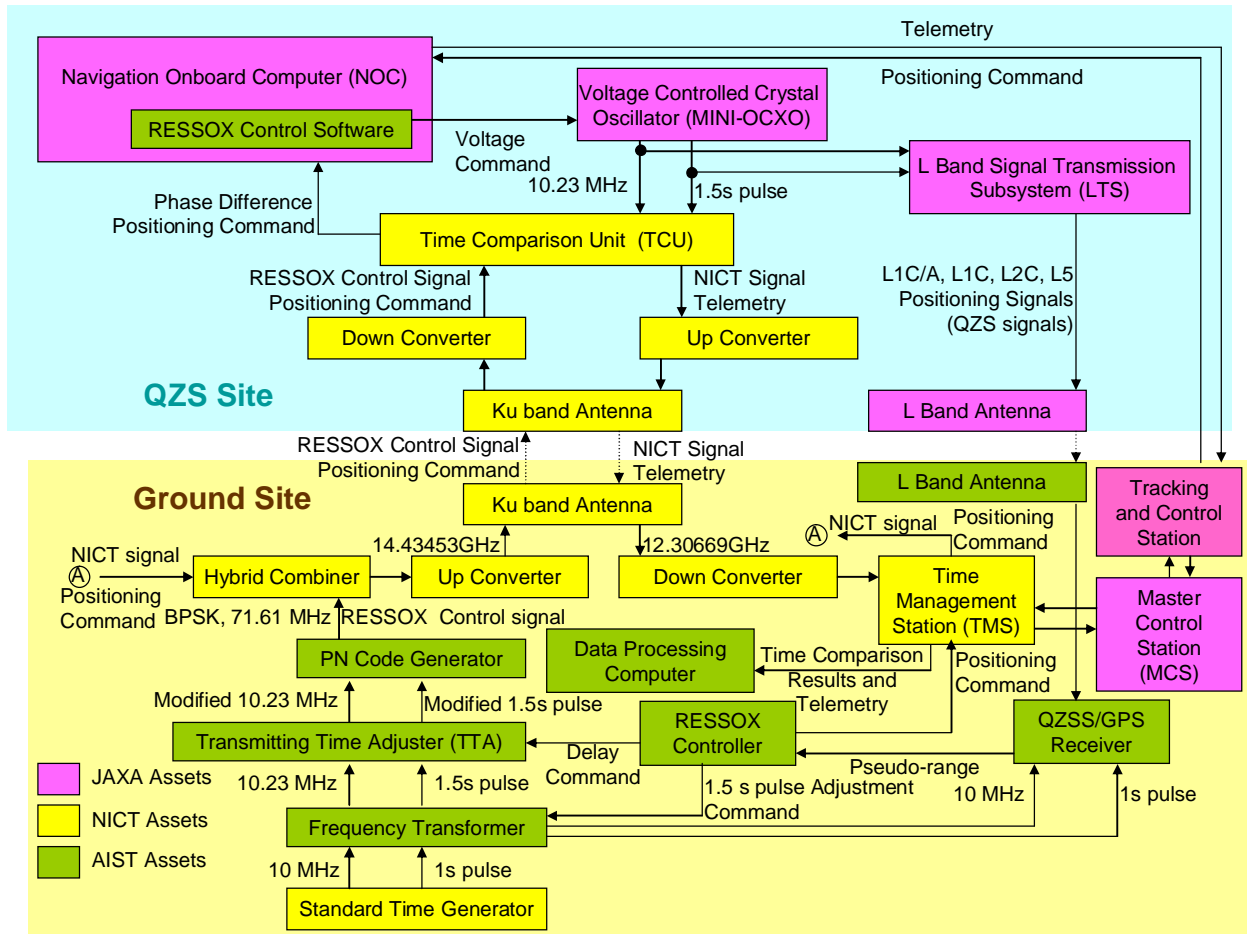 Telemetry
Navigation Onboard Computer (NOC)
Positioning Command
Voltage Controlled Crystal
Oscillator (MINI-OCXO)
RESSOX Control Software
Voltage
Command
10.23 MHz
1.5s pulse
L Band Signal Transmission
Subsystem (LTS)
Phase Difference
Positioning Command
Time Comparison Unit (TCU)
RESSOX Control Signal
Positioning Command
NICT Signal
Telemetry
L1C/A, L1C, L2C, L5
Positioning Signals
(QZS signals)
Down Converter
Up Converter
QZS Site
Ku band Antenna
L Band Antenna
RESSOX Control Signal
Positioning Command
NICT Signal
Telemetry
Ground Site
Ku band Antenna
L Band Antenna
Tracking
and Control
Station
NICT signal
A
Positioning
Command
14.43453GHz
12.30669GHz
A
NICT signal
Positioning
Command
Hybrid Combiner
Up Converter
Down Converter
Time
Management
Station (TMS)
Master
Control
Station
(MCS)
BPSK, 71.61 MHz
RESSOX Control signal
PN Code Generator
Data Processing
Computer
Time Comparison
Results and
Telemetry
Positioning
Command
Modified 10.23 MHz
Modified 1.5s pulse
Transmitting Time Adjuster (TTA)
Delay
Command
RESSOX
Controller
QZSS/GPS
Receiver
Pseudo-range
JAXA Assets
10.23 MHz
1.5s pulse
1.5 s pulse Adjustment
Command
10 MHz
1s pulse
NICT Assets
Frequency Transformer
AIST Assets
10 MHz
1s pulse
Standard Time Generator